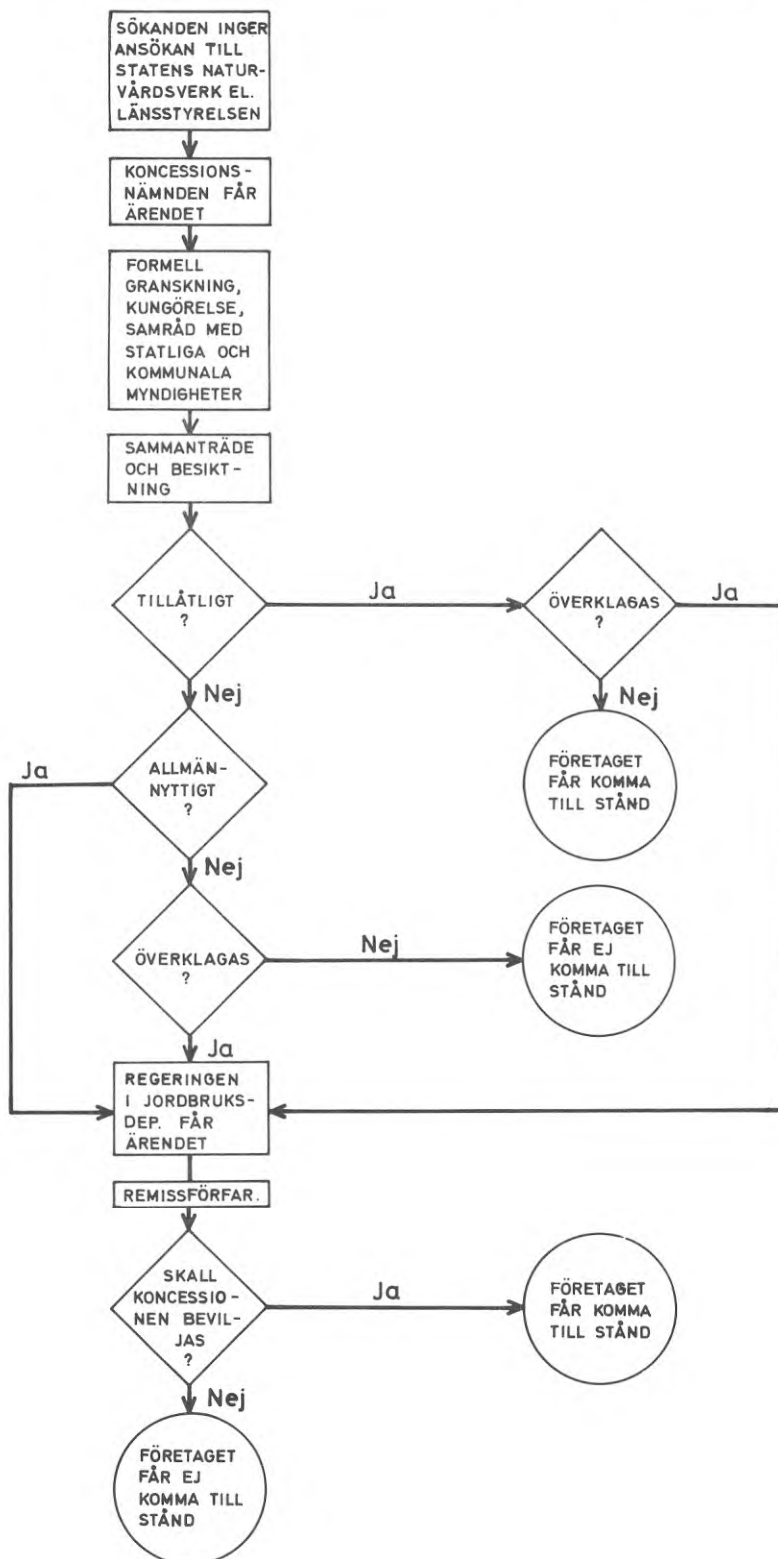 SÖKANDEN INGER
ANSÖKAN TILL
STATENS NATUR-
VÅRDSVERK EL.
LÄNSSTYRELSEN
KONCESSIONS-
NÄMNDEN FÅR
ÄRENDET
FORMELL
GRANSKNING,
KUNGÖRELSE,
SAMRÅD MED
STATLIGA OCH
KOMMUNALA
MYNDIGHETER
SAMMANTRÄDE
OCH BESIKT-
NING
TILLÅTLIGT
?
Ja
ÖVERKLAGAS
?
Ja
Nej
Nej
FÖRETAGET
FÅR KOMMA
TILL STÅND
Ja
ALLMÄN-
NYTTIGT
?
Nej
ÖVERKLAGAS
?
Nej
FÖRETAGET
FÅR EJ
KOMMA TILL
STÅND
Ja
REGERINGEN
I JORDBRUKS-
DEP. FÅR
ÄRENDET
REMISSFÖRFAR.
SKALL
KONCESSIO-
NEN BEVIL-
JAS
?
Ja
FÖRETAGET
FÅR KOMMA
TILL STÅND
Nej
FÖRETAGET
FÅR EJ
KOMMA TILL
STÅND